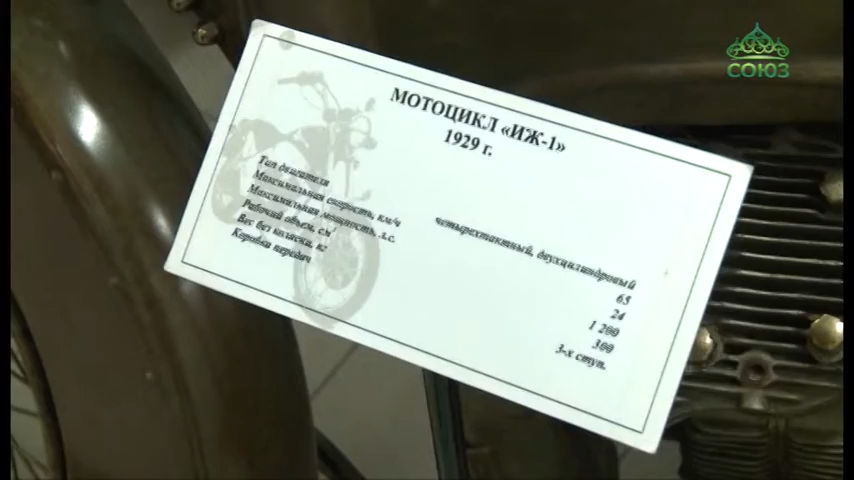 СОЮЗ
МОТОЦИКЛ «ИЖ-1»
1929 г.
Тип двигателя четырехтактный, двухцилиндровый
Максимальная скорость, км/ч 65
Максимальная мощность, л.с. 24
Рабочий объем, см³ 1 200
Вес без коляски, кг 300
Коробка передач 3-х ступ.